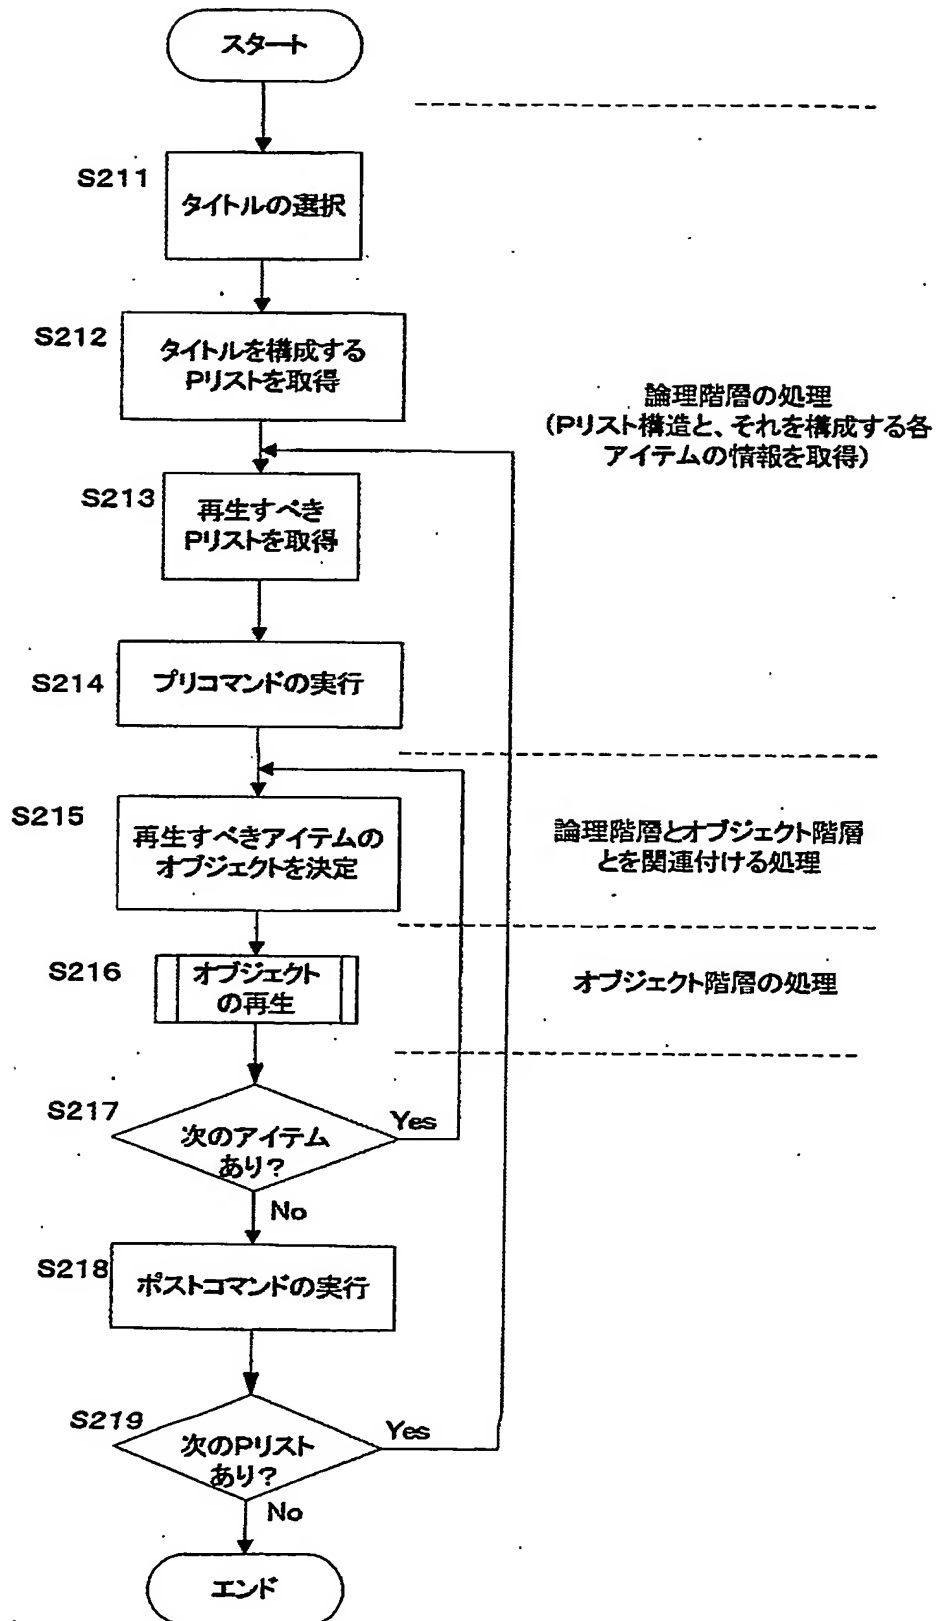 スタート
S211
タイトルの選択
S212
タイトルを構成する
Pリストを取得
論理階層の処理
(Pリスト構造と、それを構成する各
アイテムの情報を取得)
S213
再生すべき
Pリストを取得
S214
プリコマンドの実行
S215
再生すべきアイテムの
オブジェクトを決定
論理階層とオブジェクト階層
とを関連付ける処理
S216
オブジェクト
の再生
オブジェクト階層の処理
S217
次のアイテム
あり?
Yes
No
S218
ポストコマンドの実行
S219
次のPリスト
あり?
Yes
No
エンド